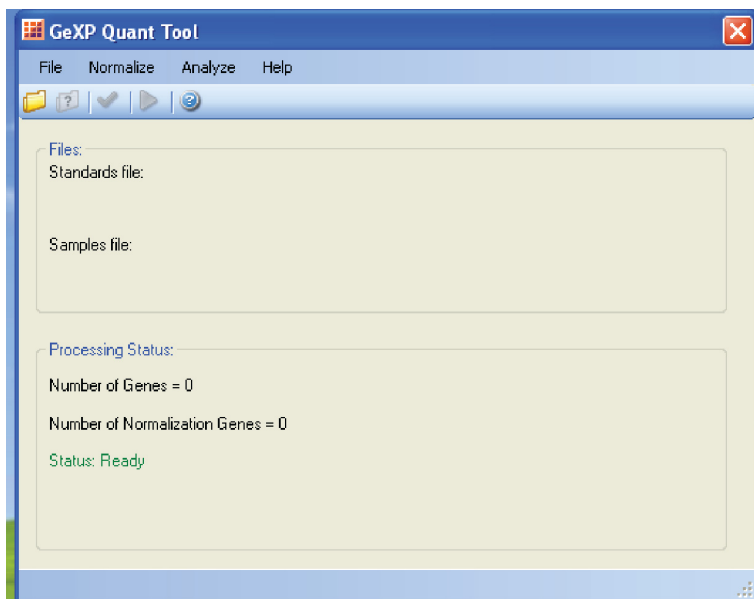 GeXP Quant Tool
File Normalize Analyze Help
Files:
Standards file:
Samples file:
Processing Status:
Number of Genes = 0
Number of Normalization Genes = 0
Status: Ready